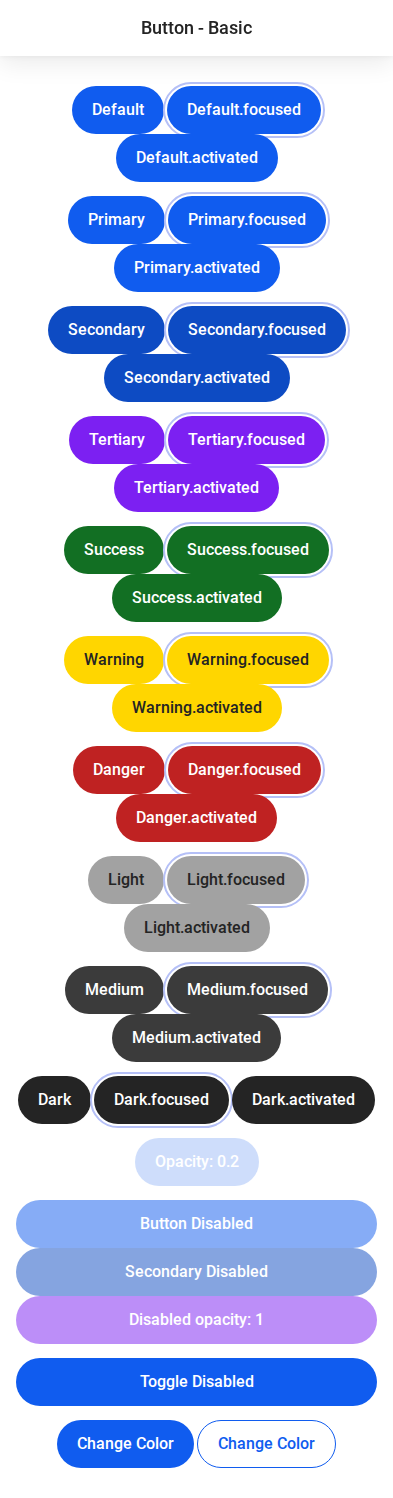 Button - Basic
Default Default.focused
Default.activated
Primary Primary.focused
Primary.activated
Secondary Secondary.focused
Secondary.activated
Tertiary Tertiary.focused
Tertiary.activated
Success Success.focused
Success.activated
Warning Warning.focused
Warning.activated
Danger Danger.focused
Danger.activated
Light Light.focused
Light.activated
Medium Medium.focused
Medium.activated
Dark Dark.focused Dark.activated
Opacity: 0.2
Button Disabled
Secondary Disabled
Disabled opacity: 1
Toggle Disabled
Change Color Change Color